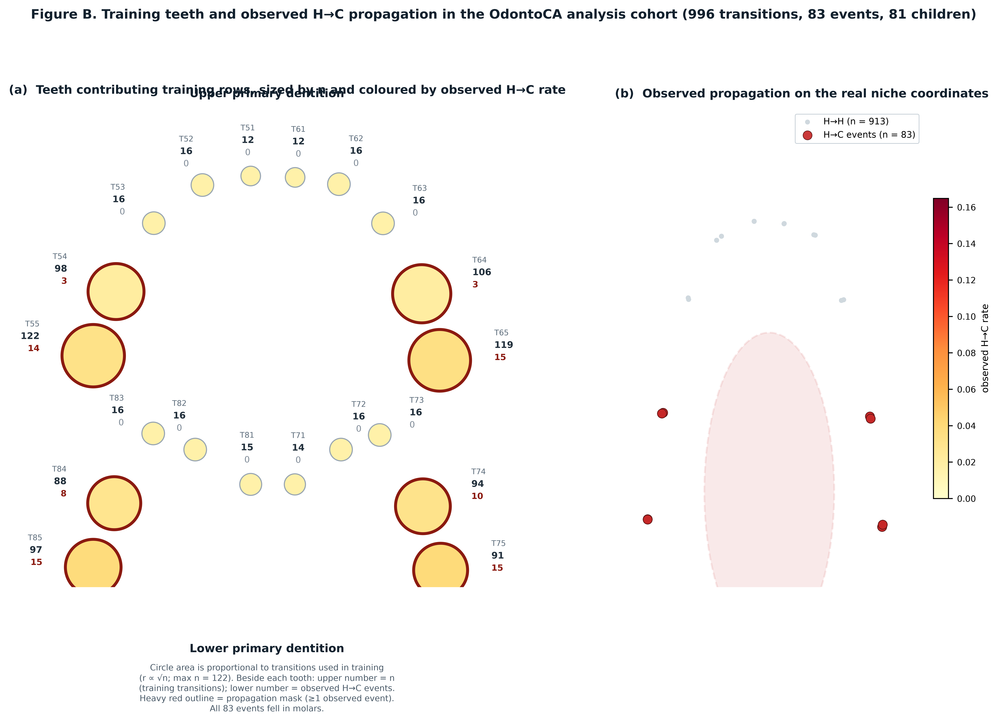 Figure B. Training teeth and observed H→C propagation in the OdontoCA analysis cohort (996 transitions, 83 events, 81 children)
(a) Teeth contributing training rows, sized by n and coloured by observed H→C rate
Upper primary dentition
T51
12
0
T61
12
0
T52
16
0
T62
16
0
T53
16
0
T63
16
0
T54
98
3
T64
106
3
T55
122
14
T65
119
15
T83
16
0
T82
16
0
T72
16
0
T73
16
0
T81
15
0
T71
14
0
T84
88
8
T74
94
10
T85
97
15
T75
91
15
Lower primary dentition
Circle area is proportional to transitions used in training
(r ∝ √n; max n = 122). Beside each tooth: upper number = n
(training transitions); lower number = observed H→C events.
Heavy red outline = propagation mask (≥1 observed event).
All 83 events fell in molars.
(b) Observed propagation on the real niche coordinates
H→H (n = 913)
H→C events (n = 83)
0.16
0.14
0.12
0.10
0.08
0.06
0.04
0.02
0.00
observed H→C rate